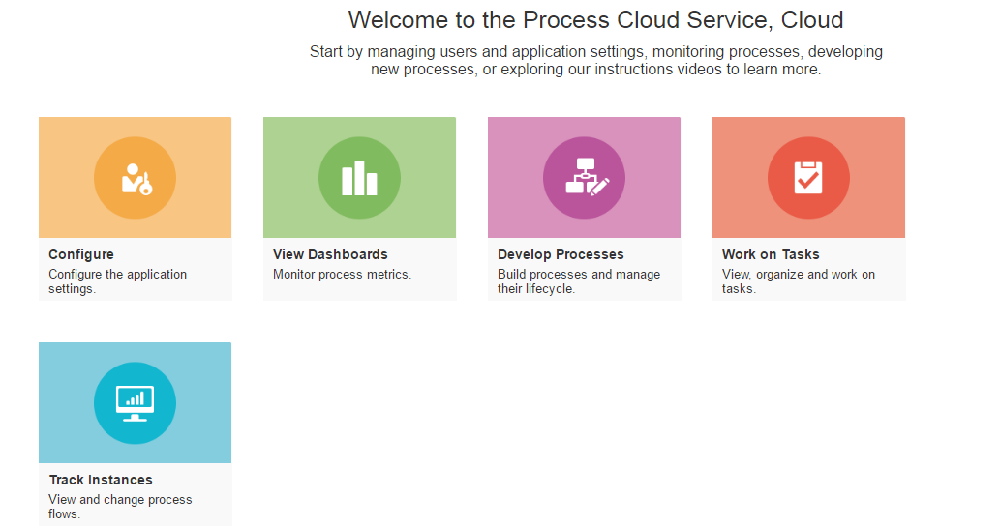 Welcome to the Process Cloud Service, Cloud
Start by managing users and application settings, monitoring processes, developing
new processes, or exploring our instructions videos to learn more.
Configure
Configure the application
settings.
View Dashboards
Monitor process metrics.
Develop Processes
Build processes and manage
their lifecycle.
Work on Tasks
View, organize and work on
tasks.
Track Instances
View and change process
flows.